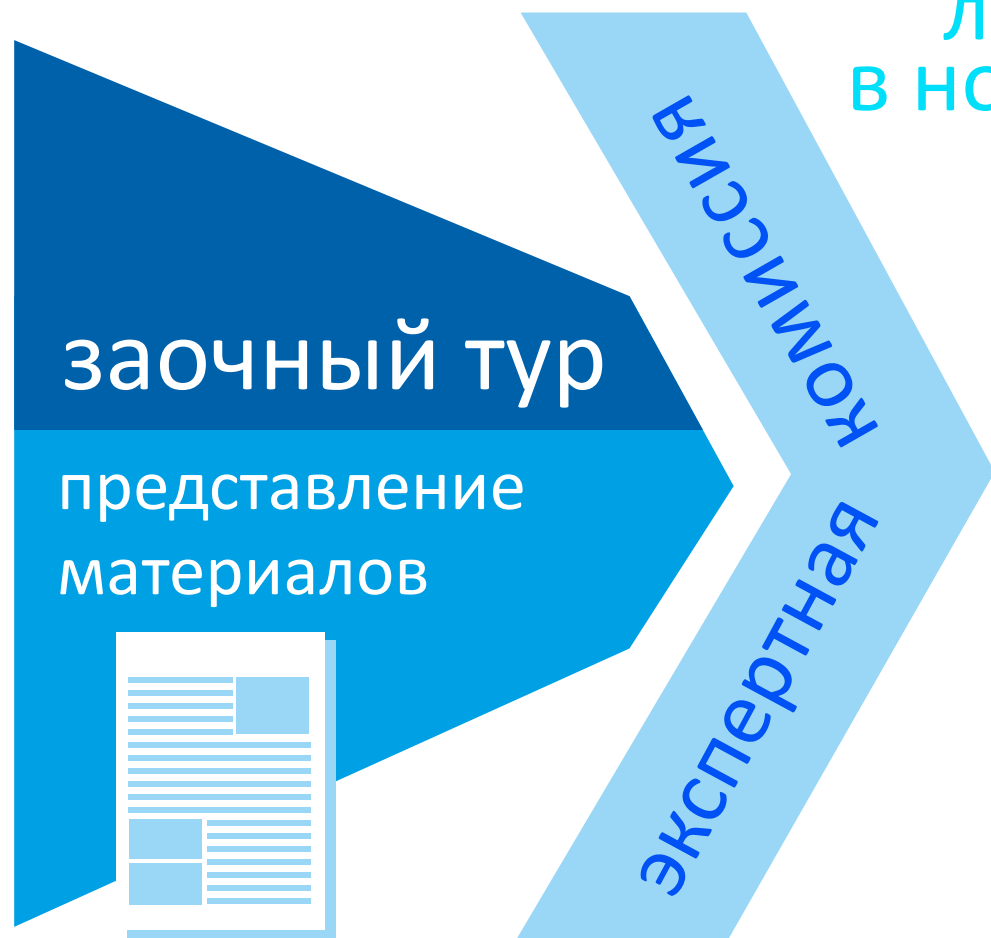 заочный тур
представление
материалов
экспертная
комиссия
в